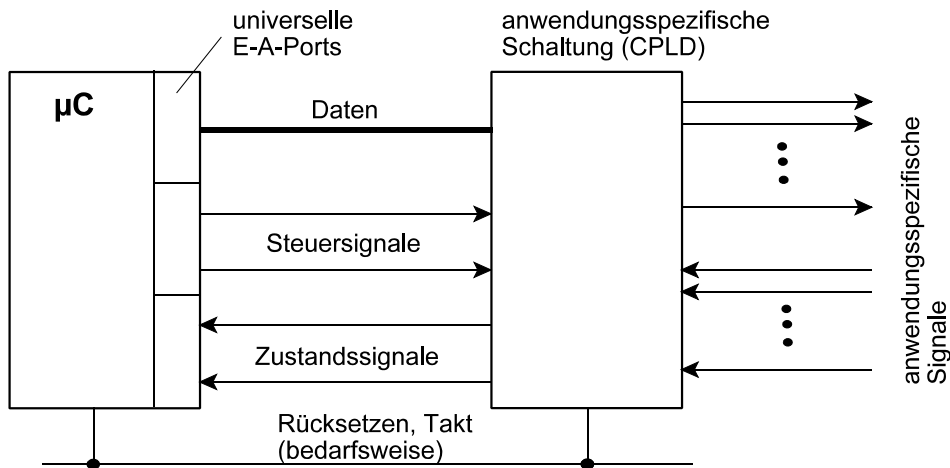 universelle
E-A-Ports
anwendungsspezifische
Schaltung (CPLD)
µC
Daten
Steuersignale
Zustandssignale
Rücksetzen, Takt
(bedarfsweise)
anwendungsspezifische
Signale